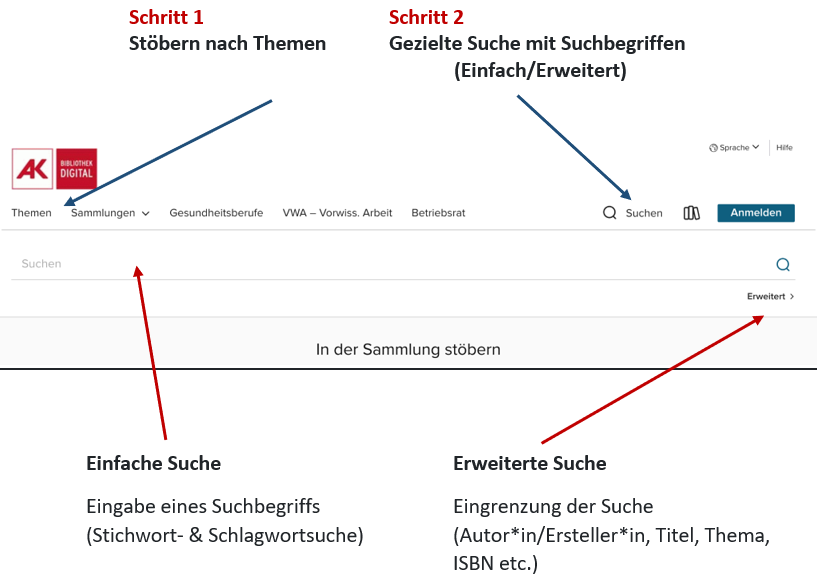 Schritt 1
Stöbern nach Themen
Schritt 2
Gezielte Suche mit Suchbegriffen
(Einfach/Erweitert)
AK BIBLIOTHEK
DIGITAL
Sprache
Hilfe
Themen Sammlungen Gesundheitsberufe VWA – Vorwiss. Arbeit Betriebsrat Suchen Anmelden
Suchen
Erweitert >
In der Sammlung stöbern
Einfache Suche
Eingabe eines Suchbegriffs
(Stichwort- & Schlagwortsuche)
Erweiterte Suche
Eingrenzung der Suche
(Autor*in/Ersteller*in, Titel, Thema,
ISBN etc.)